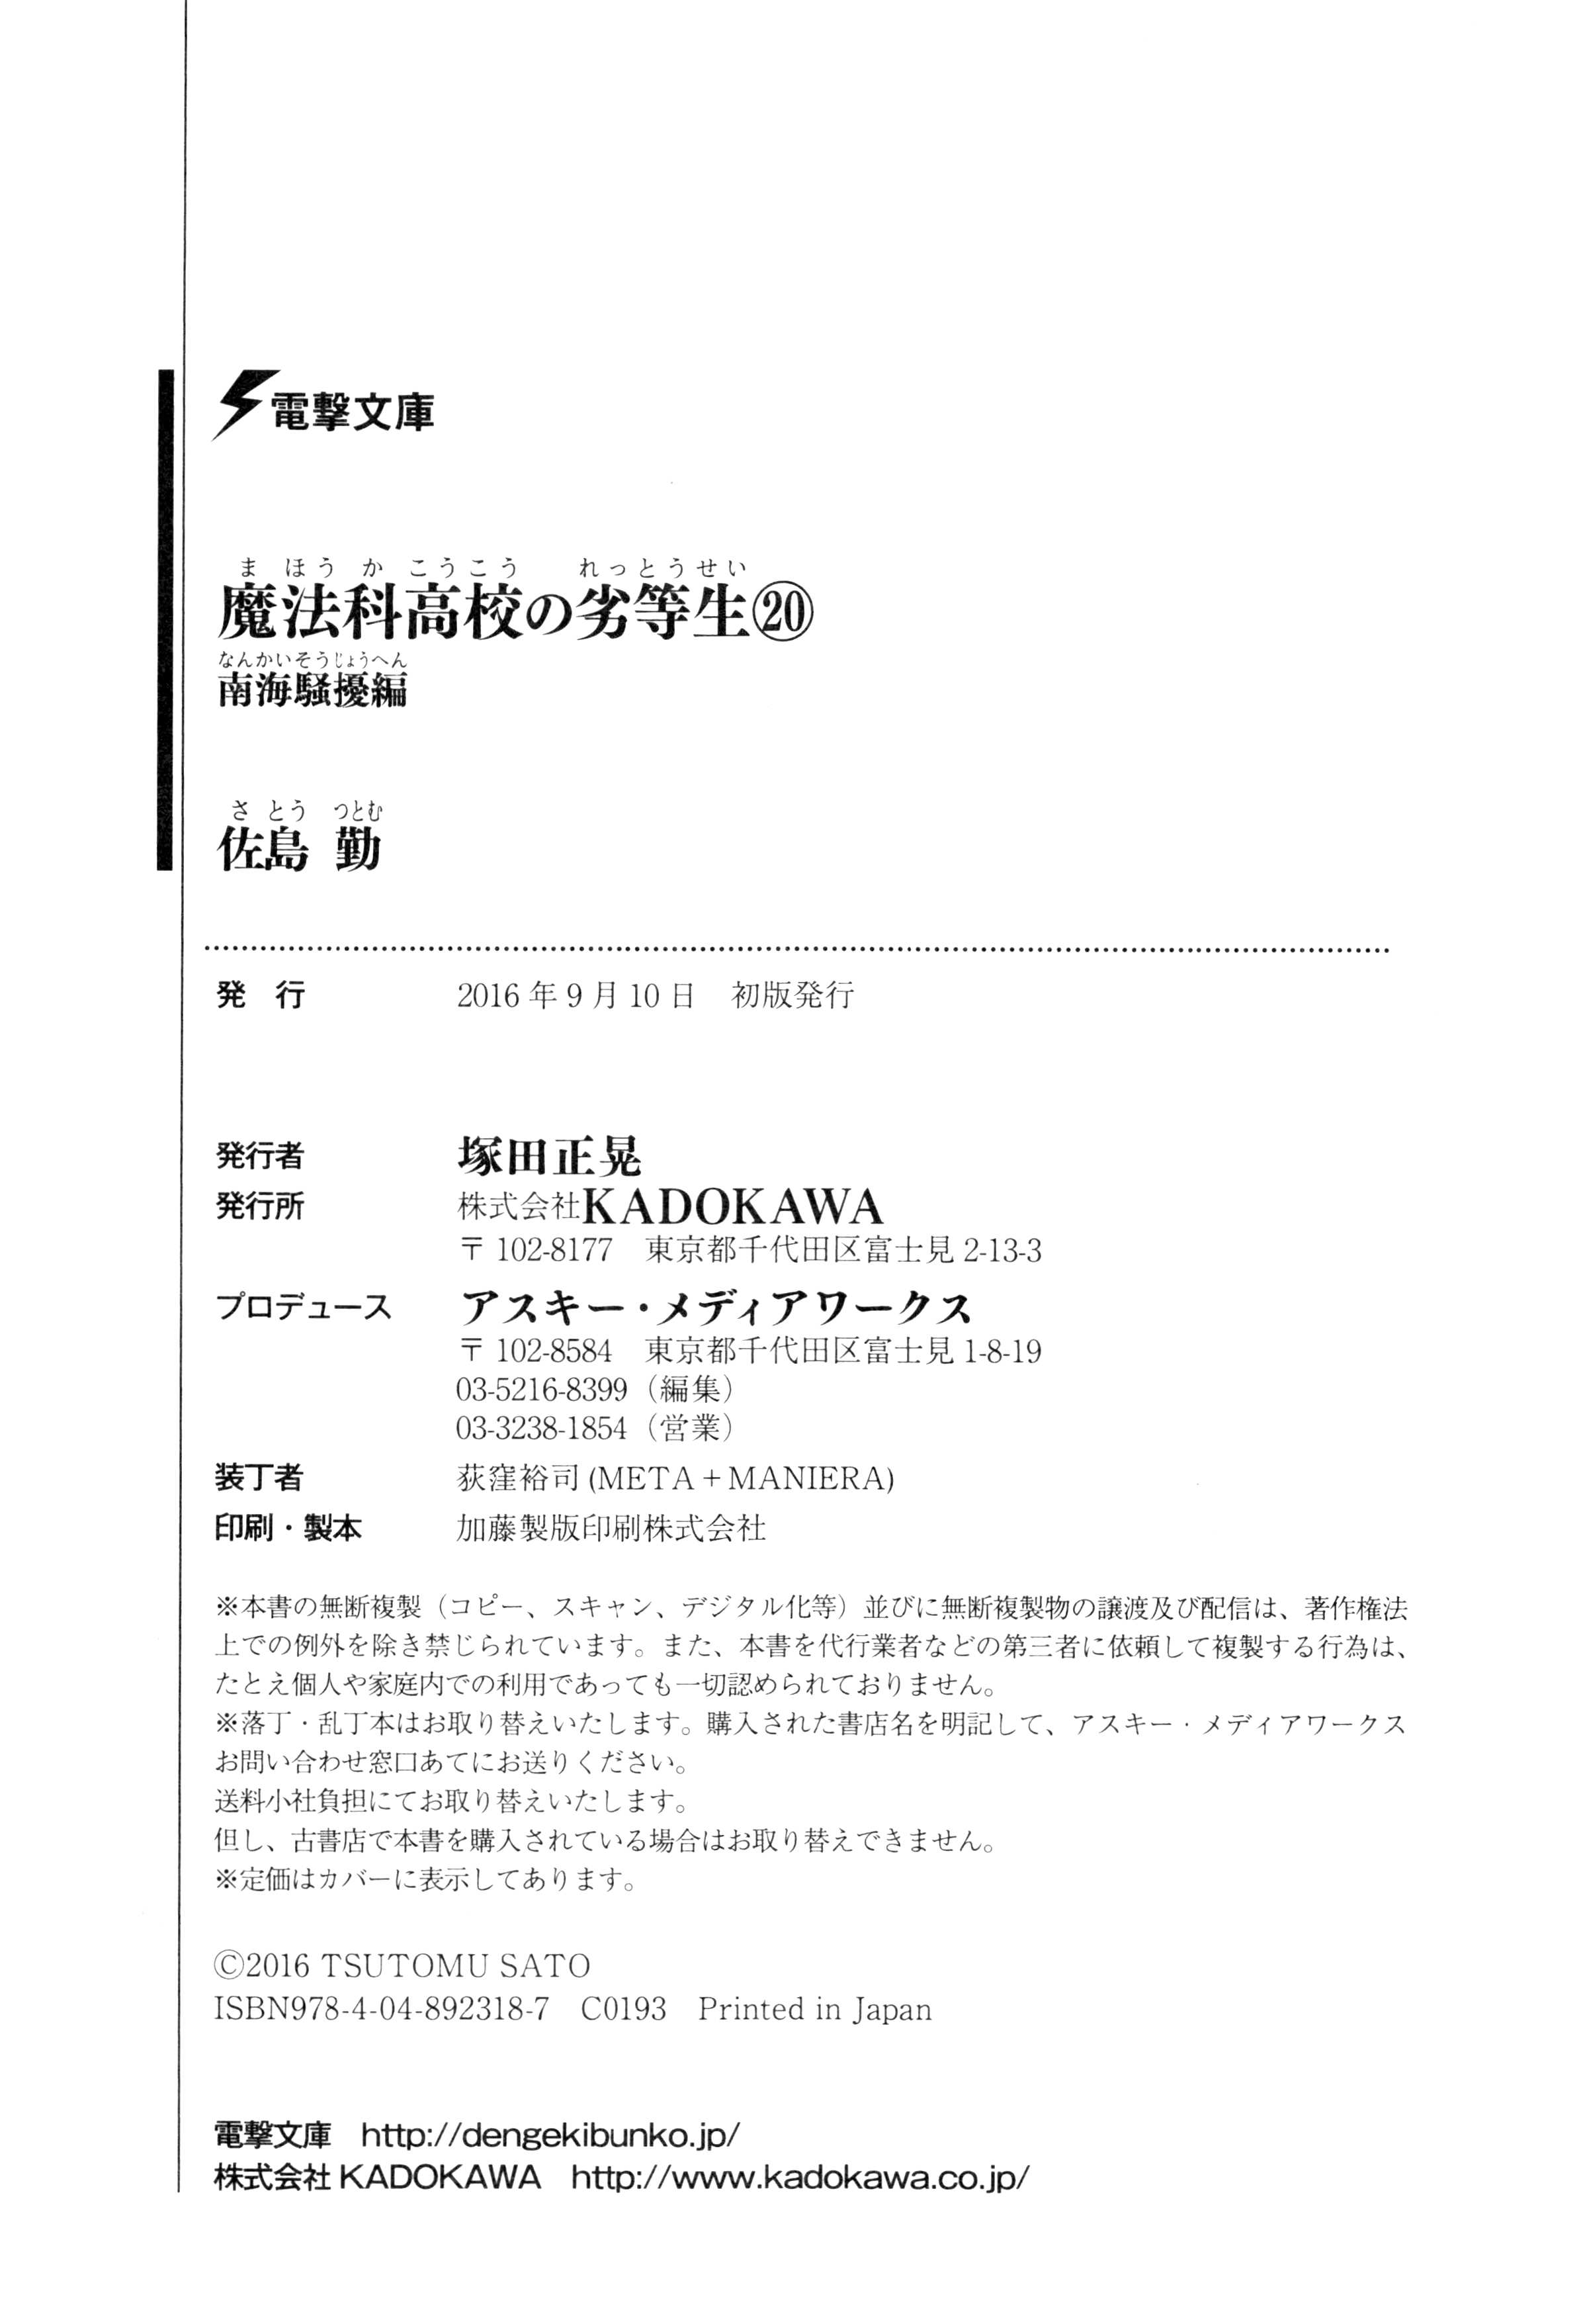 電撃文庫
まほうかこうこう れっとうせい
魔法科高校の劣等生⑳
なんかいそうじょうへん
南海騒擾編
さとう つとむ
佐島 勤
発 行 2016年9月10日 初版発行
発行者 塚田正晃
発行所 株式会社KADOKAWA
〒102-8177 東京都千代田区富士見2-13-3
プロデュース アスキー・メディアワークス
〒102-8584 東京都千代田区富士見1-8-19
03-5216-8399（編集）
03-3238-1854（営業）
装丁者 荻窪裕司(META＋MANIERA)
印刷・製本 加藤製版印刷株式会社
※本書の無断複製（コピー、スキャン、デジタル化等）並びに無断複製物の譲渡及び配信は、著作権法
上での例外を除き禁じられています。また、本書を代行業者などの第三者に依頼して複製する行為は、
たとえ個人や家庭内での利用であっても一切認められておりません。
※落丁・乱丁本はお取り替えいたします。購入された書店名を明記して、アスキー・メディアワークス
お問い合わせ窓口あてにお送りください。
送料小社負担にてお取り替えいたします。
但し、古書店で本書を購入されている場合はお取り替えできません。
※定価はカバーに表示してあります。
©2016 TSUTOMU SATO
ISBN978-4-04-892318-7 C0193 Printed in Japan
電撃文庫 http://dengekibunko.jp/
株式会社KADOKAWA http://www.kadokawa.co.jp/